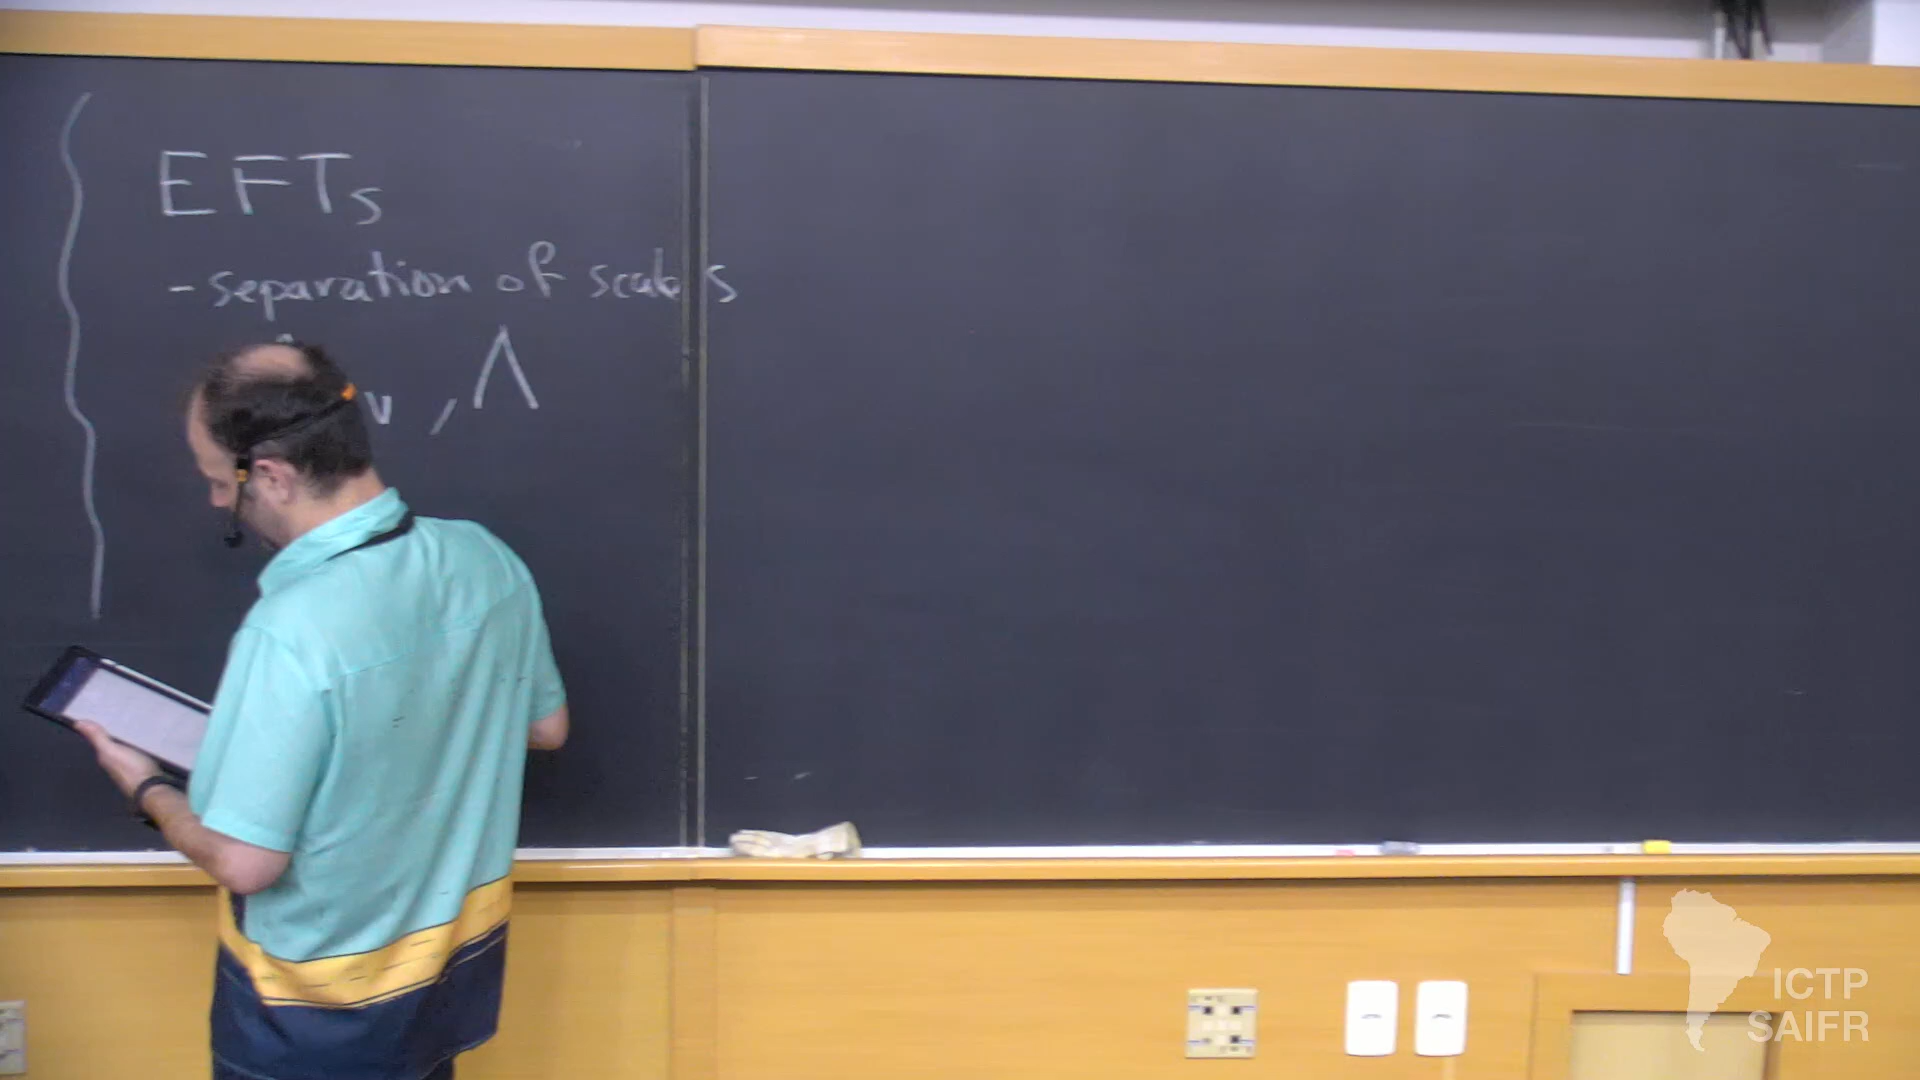 EFTs
- separation of scales
v , Λ
ICTP
SAIFR